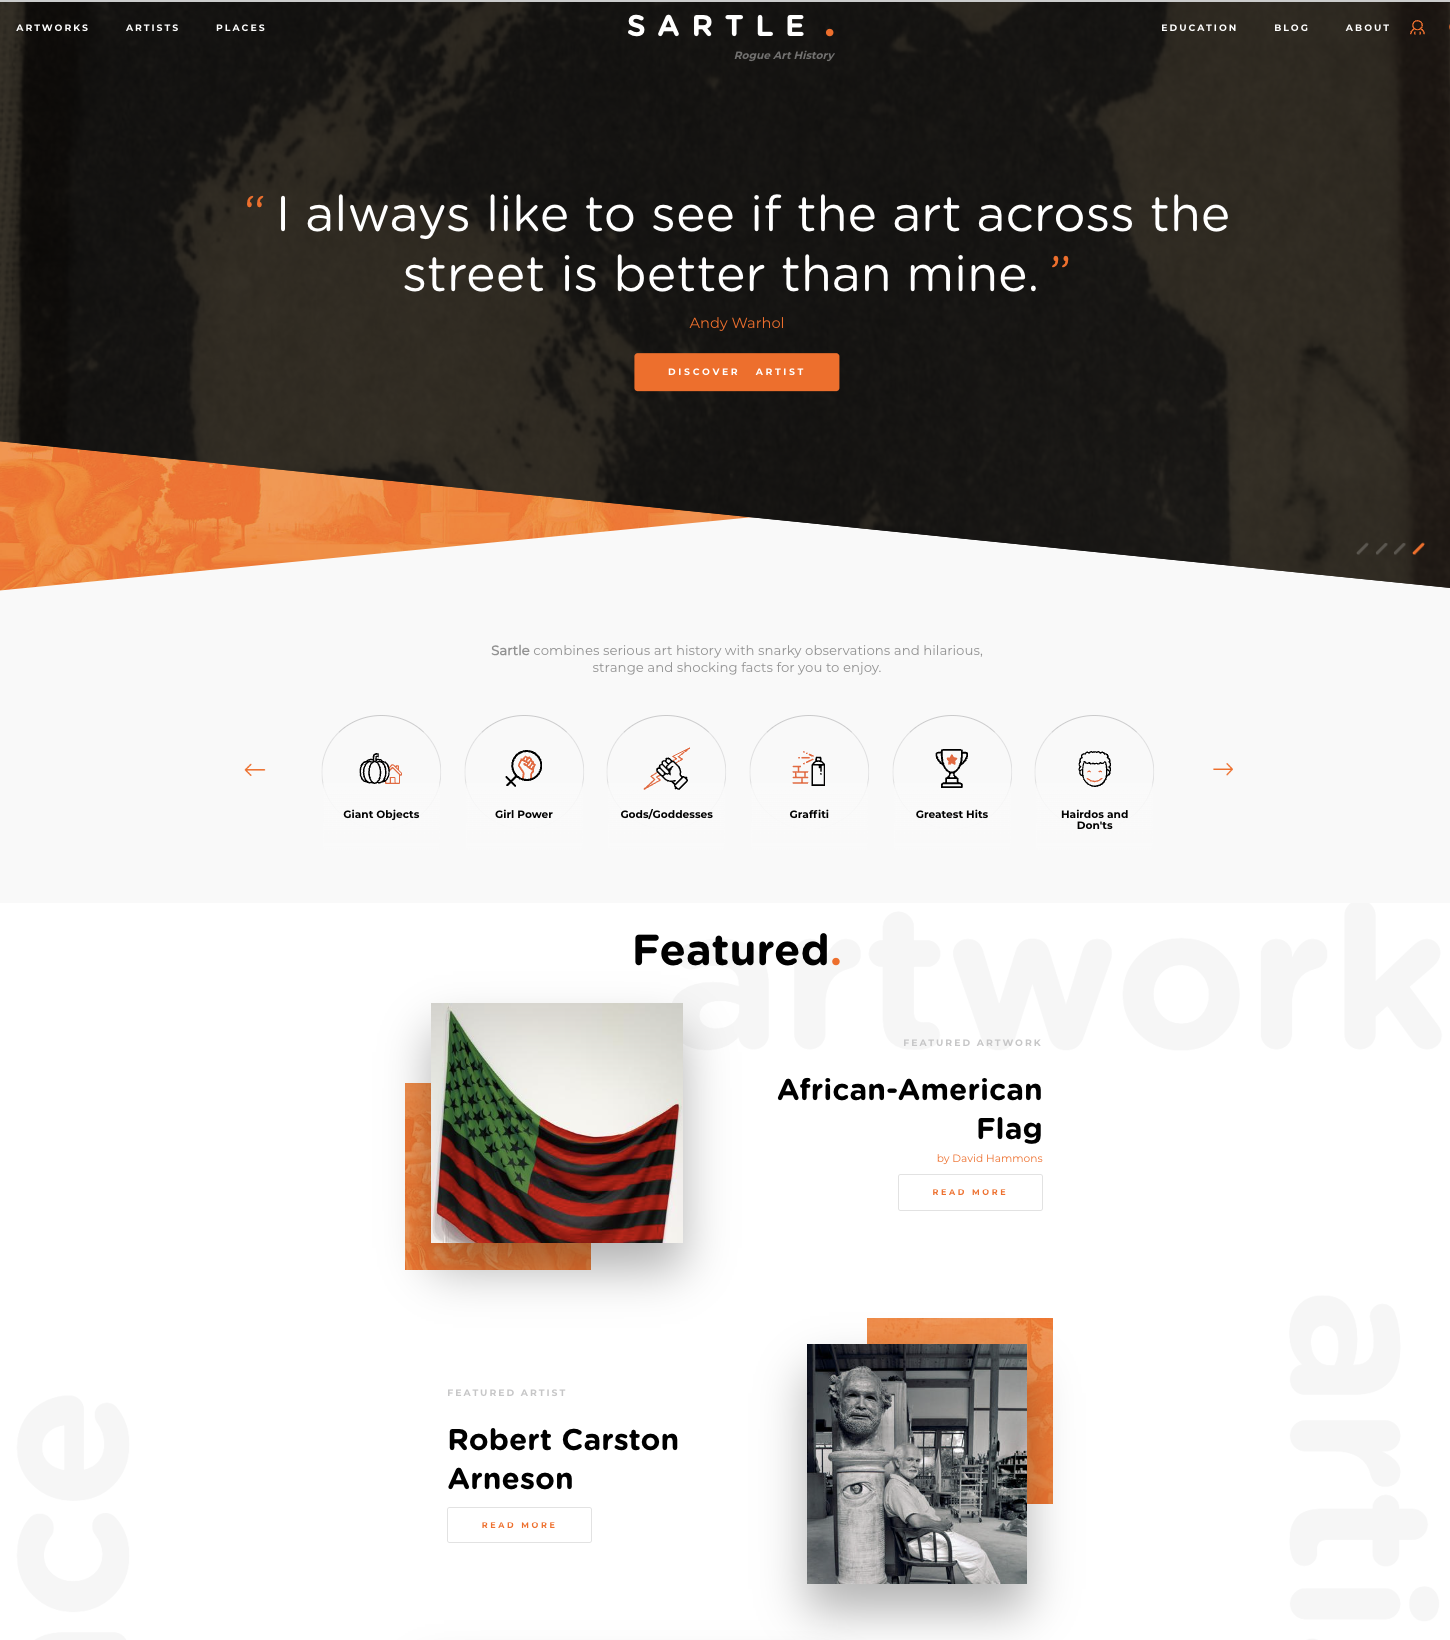 ARTWORKS ARTISTS PLACES
SARTLE.
Rogue Art History
EDUCATION BLOG ABOUT
“ I always like to see if the art across the
street is better than mine. ”
Andy Warhol
DISCOVER ARTIST
Sartle combines serious art history with snarky observations and hilarious,
strange and shocking facts for you to enjoy.
Giant Objects
Girl Power
Gods/Goddesses
Graffiti
Greatest Hits
Hairdos and
Don'ts
artwork
Featured.
FEATURED ARTWORK
African-American
Flag
by David Hammons
READ MORE
FEATURED ARTIST
Robert Carston
Arneson
READ MORE
arti
ce